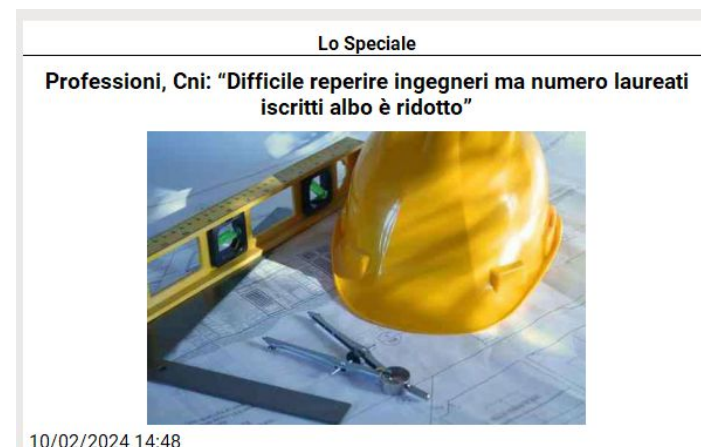 Lo Speciale
Professioni, Cni: “Difficile reperire ingegneri ma numero laureati
iscritti albo è ridotto”
10/02/2024 14:48